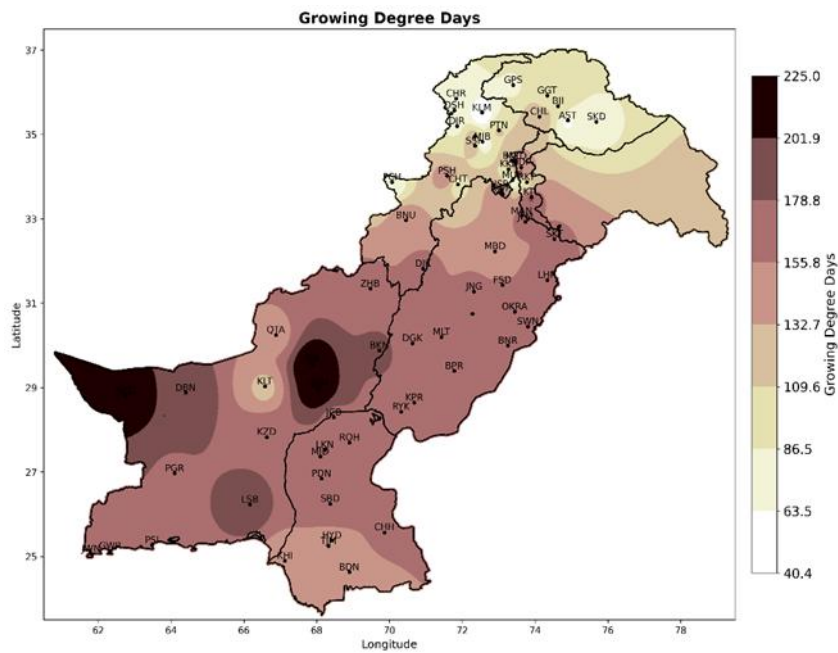 Growing Degree Days
37
35
33
31
29
27
25
Latitude
62
64
66
68
70
72
74
76
78
Longitude
225.0
201.9
178.8
155.8
132.7
109.6
86.5
63.5
40.4
Growing Degree Days
GPS
CHR
GGT
DSH
KLM
BJI
CHL
AST
SKD
DIR
PTN
PSH
CHT
BNU
MBD
DIK
ZHB
LHR
JNG
FSD
OKRA
SWN
QTA
BKN
DGK
MLT
BNR
DBN
KLT
BPR
KPR
RYK
KZD
ROH
LKN
PGR
PDN
LSB
SBD
CHH
HYD
BDN
GWR